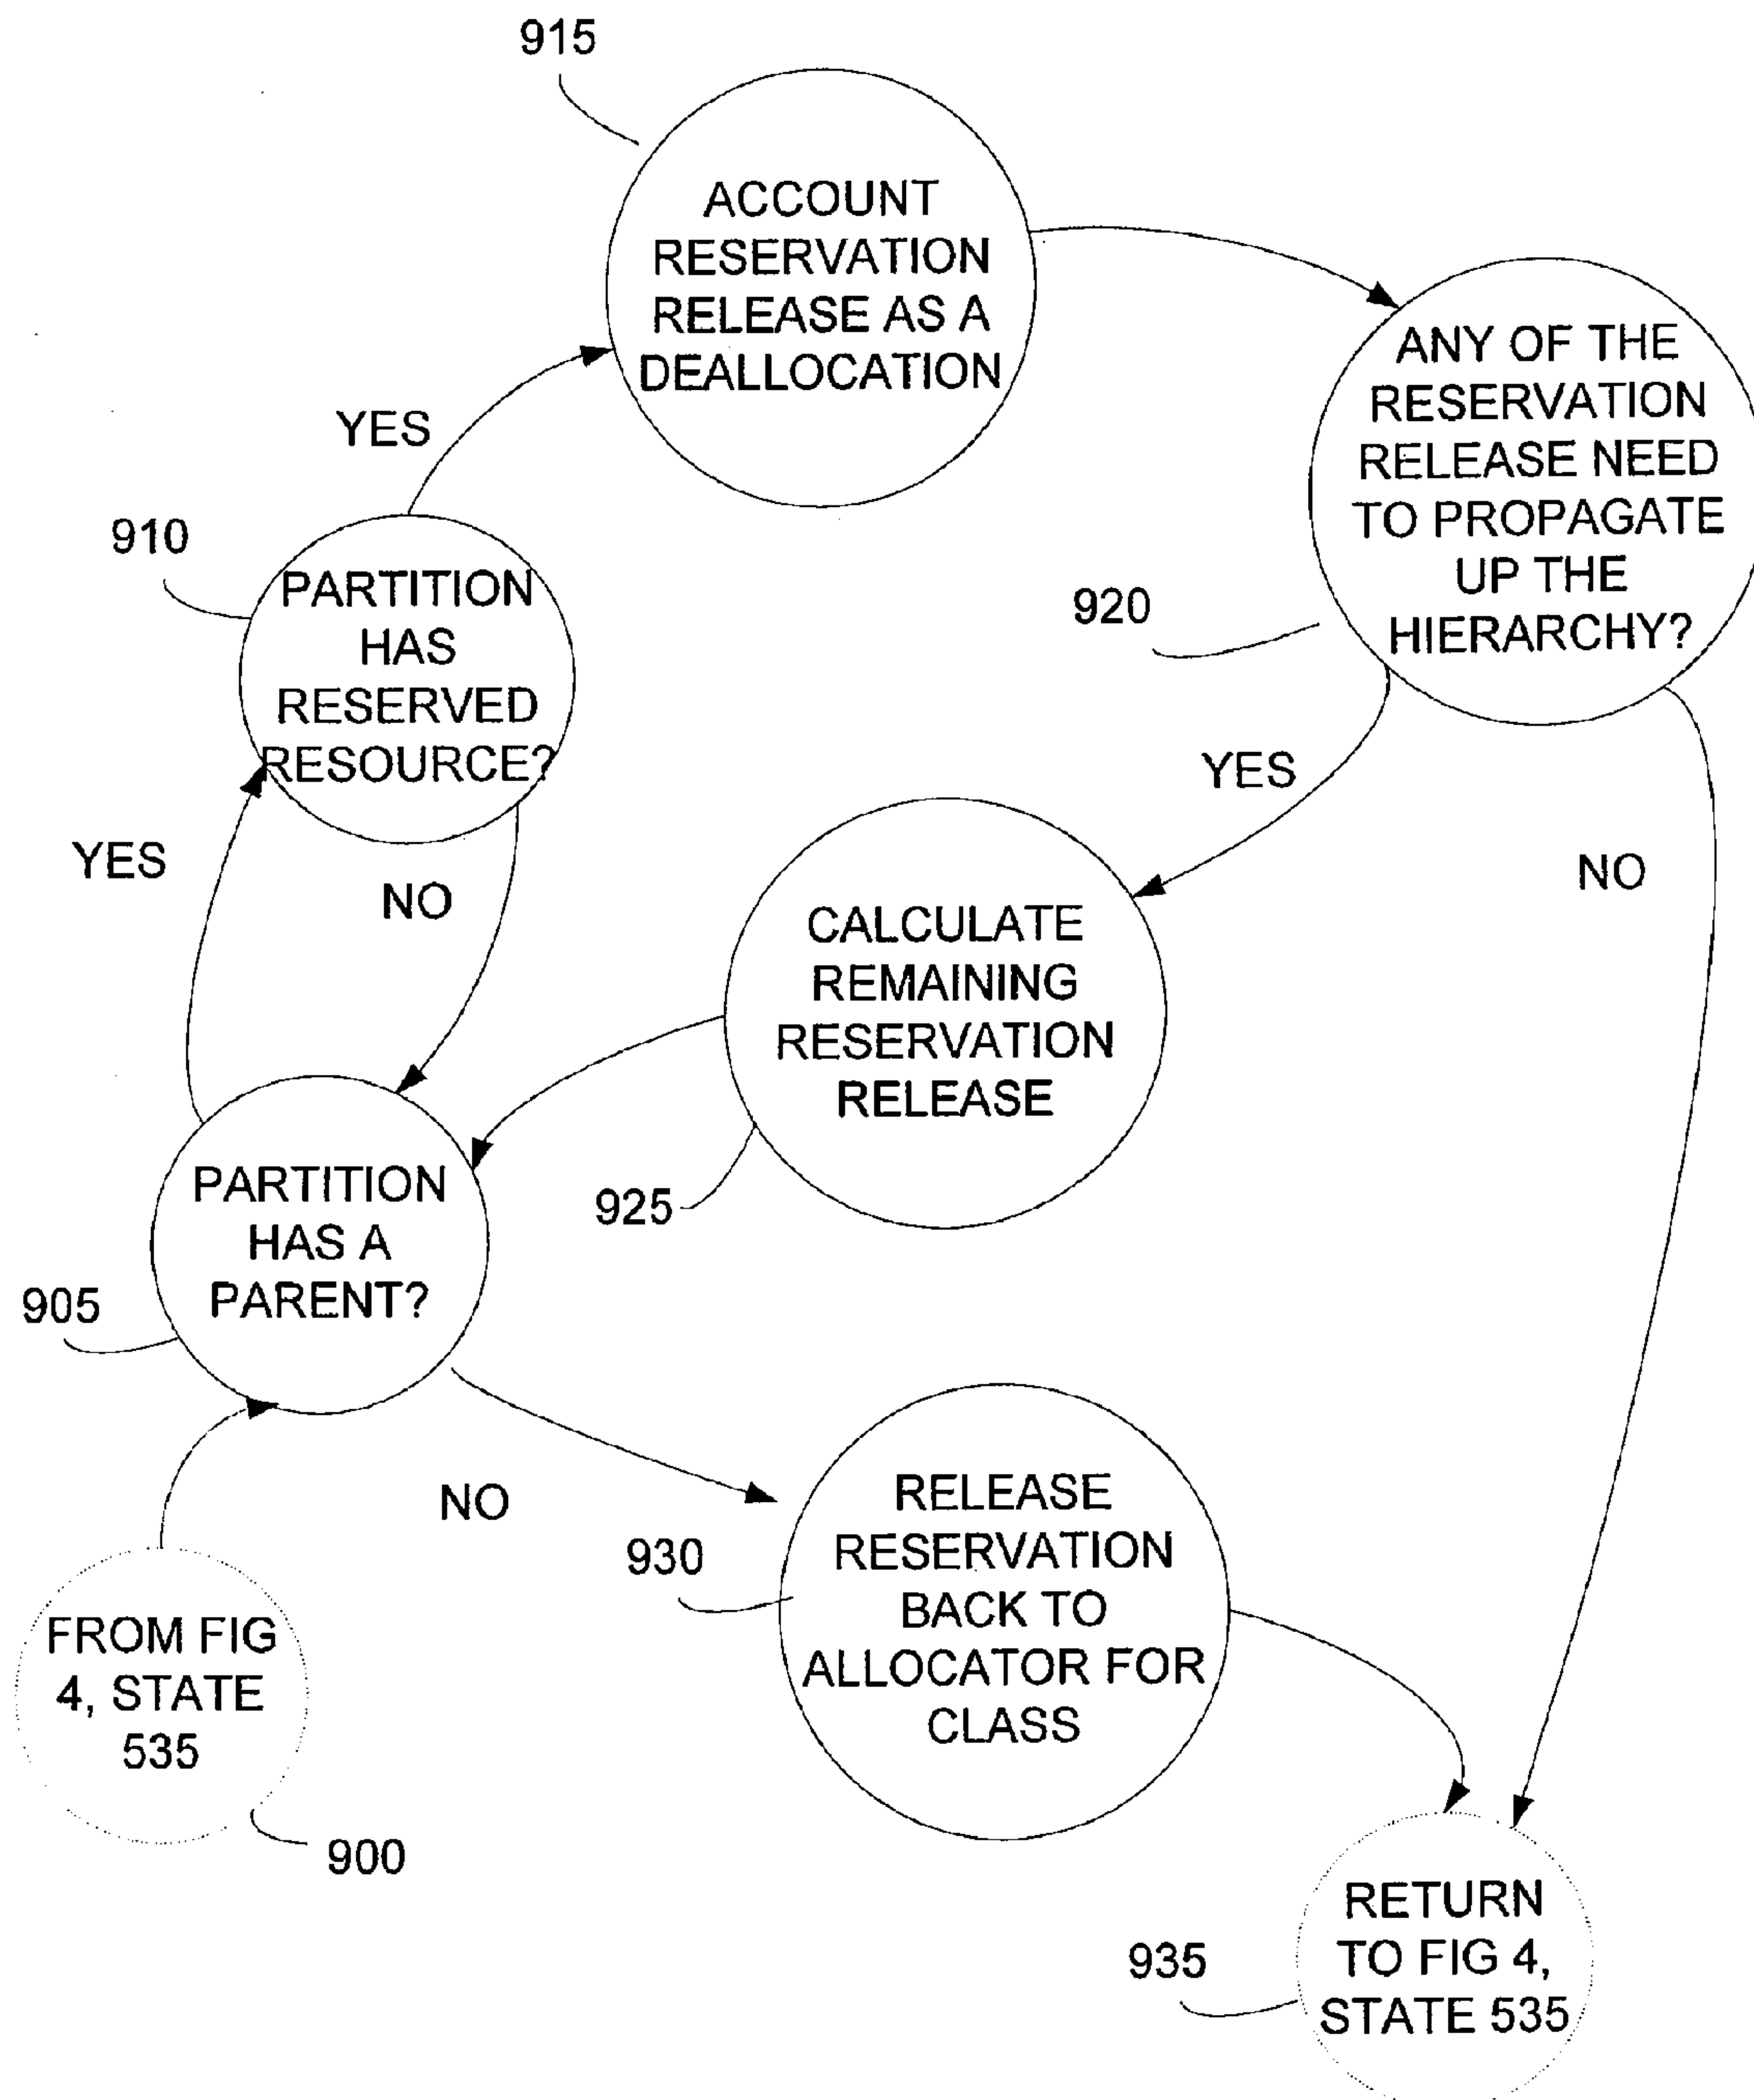 915
ACCOUNT
RESERVATION
RELEASE AS A
DEALLOCATION
ANY OF THE
RESERVATION
RELEASE NEED
TO PROPAGATE
UP THE
HIERARCHY?
YES
910
PARTITION
HAS
RESERVED
RESOURCE?
920
YES
YES
NO
NO
CALCULATE
REMAINING
RESERVATION
RELEASE
925
PARTITION
HAS A
PARENT?
905
NO
RELEASE
RESERVATION
BACK TO
ALLOCATOR FOR
CLASS
930
FROM FIG
4, STATE
535
900
RETURN
TO FIG 4,
STATE 535
935